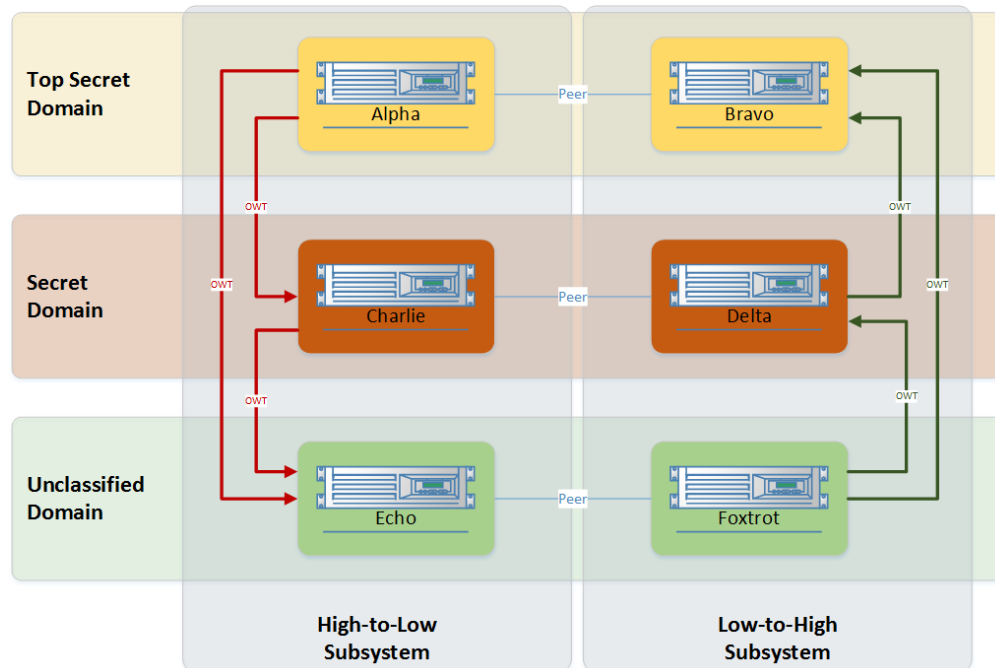 Top Secret
Domain
Alpha
Peer
Bravo
OWT
OWT
Secret
Domain
OWT
OWT
Charlie
Peer
Delta
OWT
OWT
Unclassified
Domain
Echo
Peer
Foxtrot
High-to-Low
Subsystem
Low-to-High
Subsystem